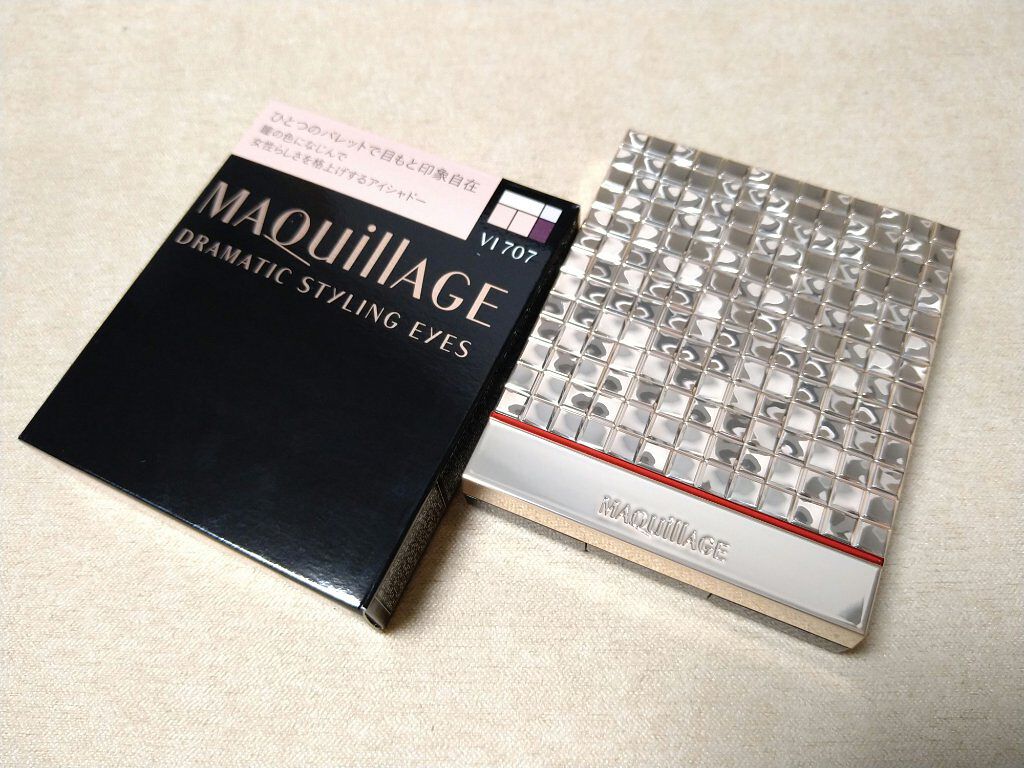 ひとつのパレットで目もと印象自在
瞳の色になじんで
女性らしさを格上げするアイシャドー
VI 707
MAQuillAGE
DRAMATIC STYLING EYES
MAQuillAGE